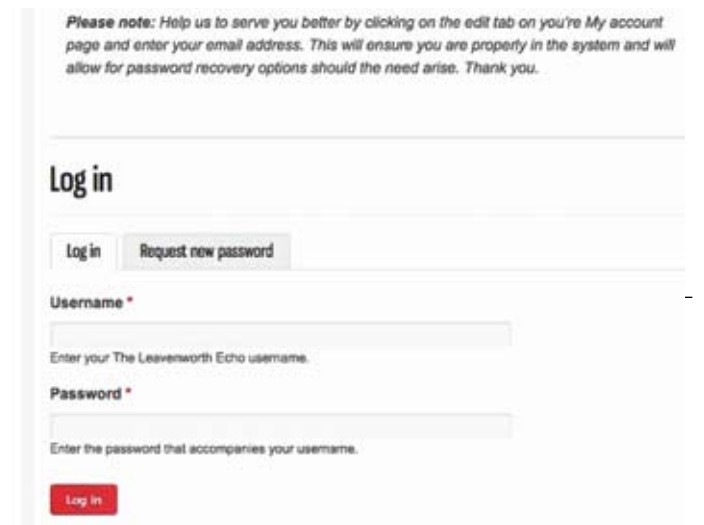 Please note: Help us to serve you better by clicking on the edit tab on you're My account
page and enter your email address. This will ensure you are properly in the system and will
allow for password recovery options should the need arise. Thank you.
Log in
Log in Request new password
Username *
Enter your The Leavenworth Echo username.
Password *
Enter the password that accompanies your username.
Log in